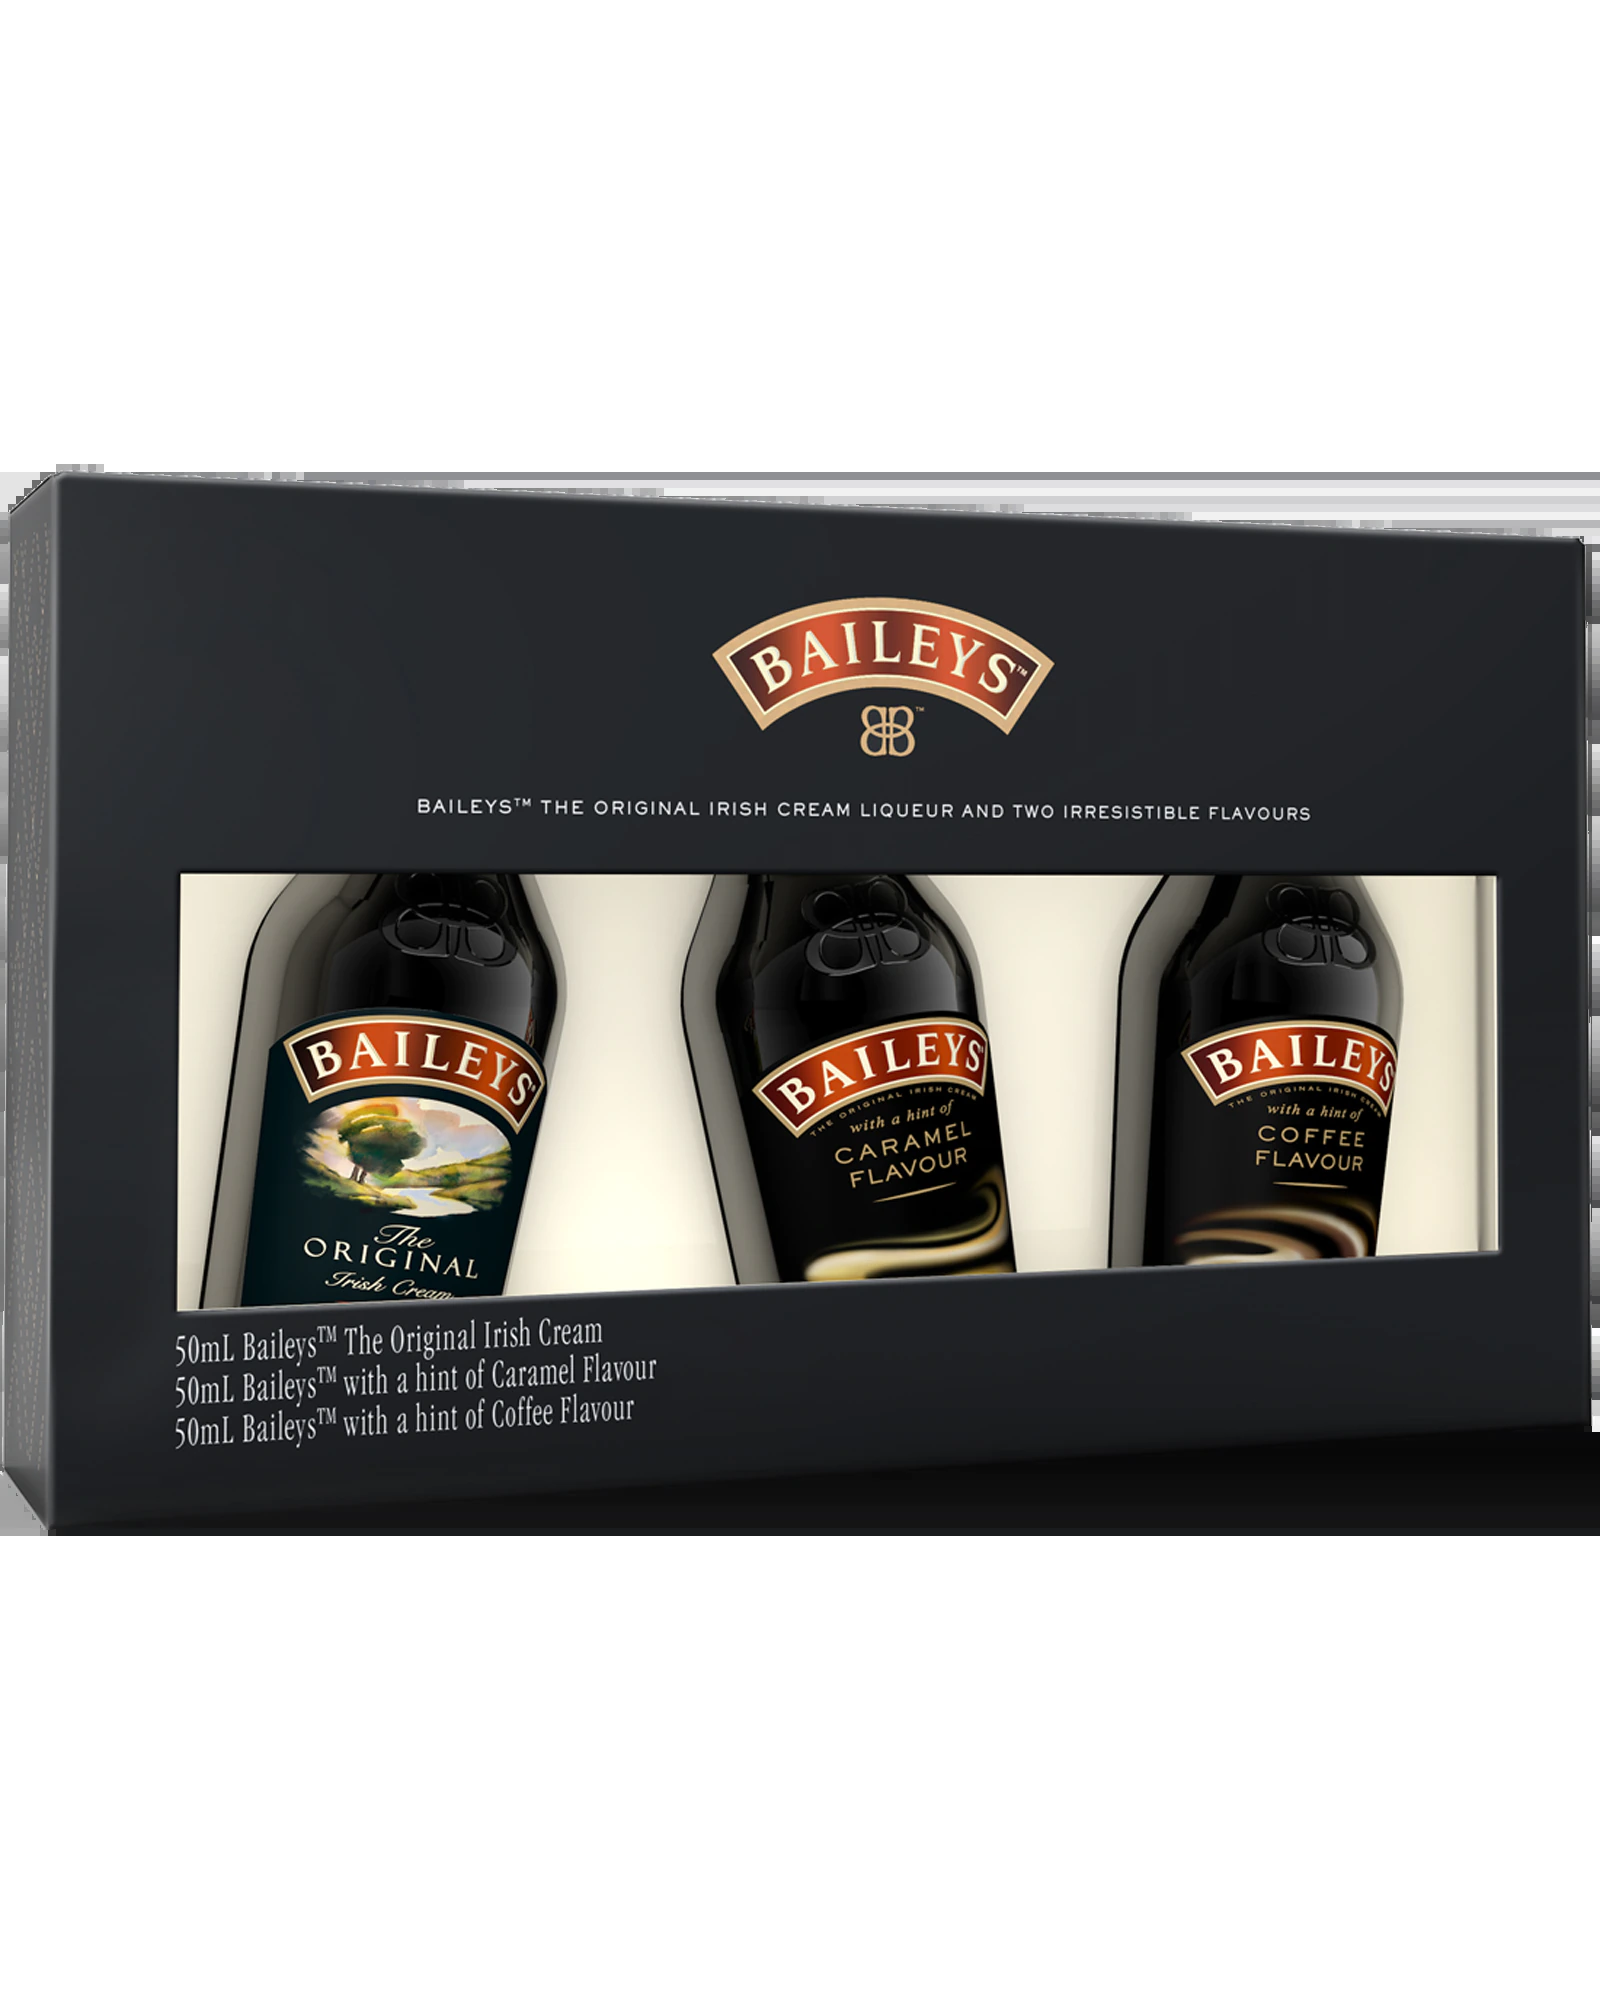 BAILEYS™
BAILEYS™ THE ORIGINAL IRISH CREAM LIQUEUR AND TWO IRRESISTIBLE FLAVOURS
BAILEYS
The
ORIGINAL
Irish Cream
BAILEYS
THE ORIGINAL IRISH CREAM
with a hint of
CARAMEL
FLAVOUR
BAILEYS
THE ORIGINAL IRISH CREAM
with a hint of
COFFEE
FLAVOUR
50mL Baileys™ The Original Irish Cream
50mL Baileys™ with a hint of Caramel Flavour
50mL Baileys™ with a hint of Coffee Flavour